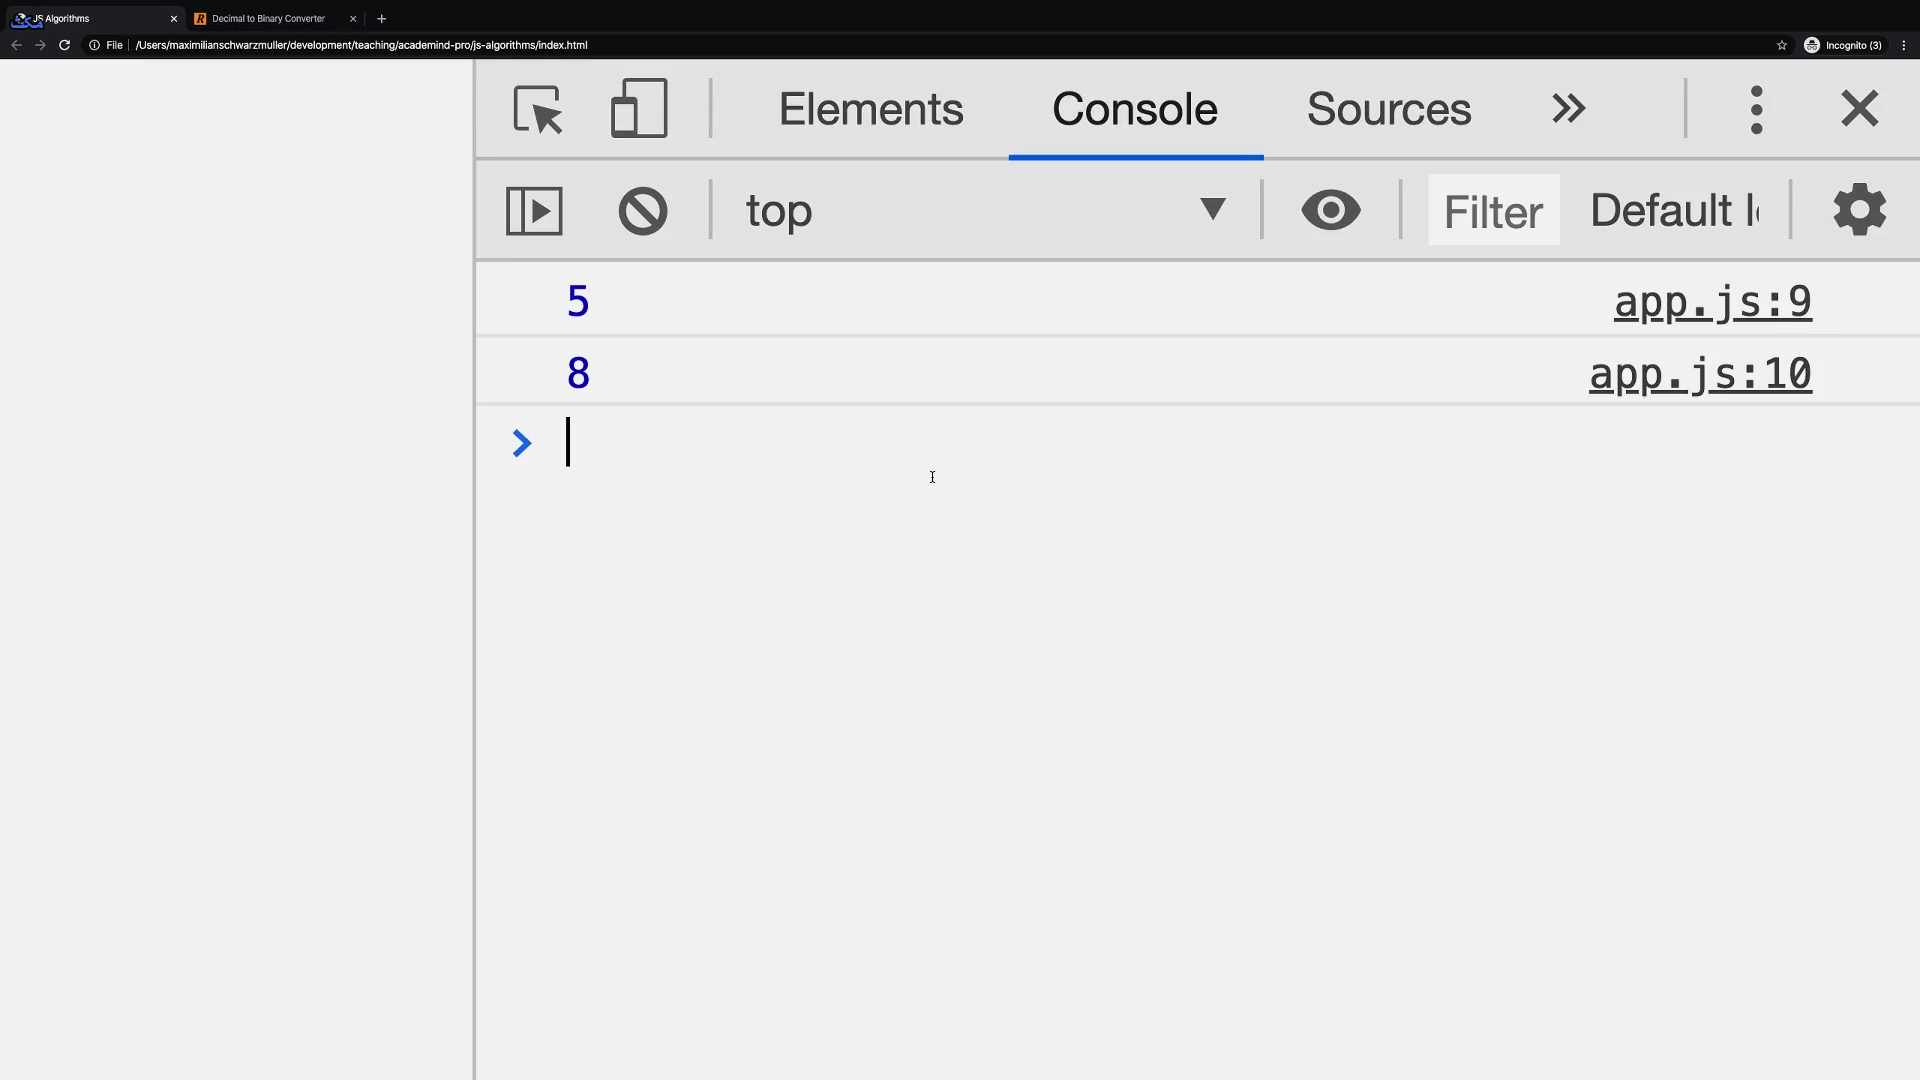 JS Algorithms
Decimal to Binary Converter
File
/Users/maximilianschwarzmuller/development/teaching/academind-pro/js-algorithms/index.html
Incognito (3)
Elements
Console
Sources
top
Filter
Default l
5
app.js:9
8
app.js:10